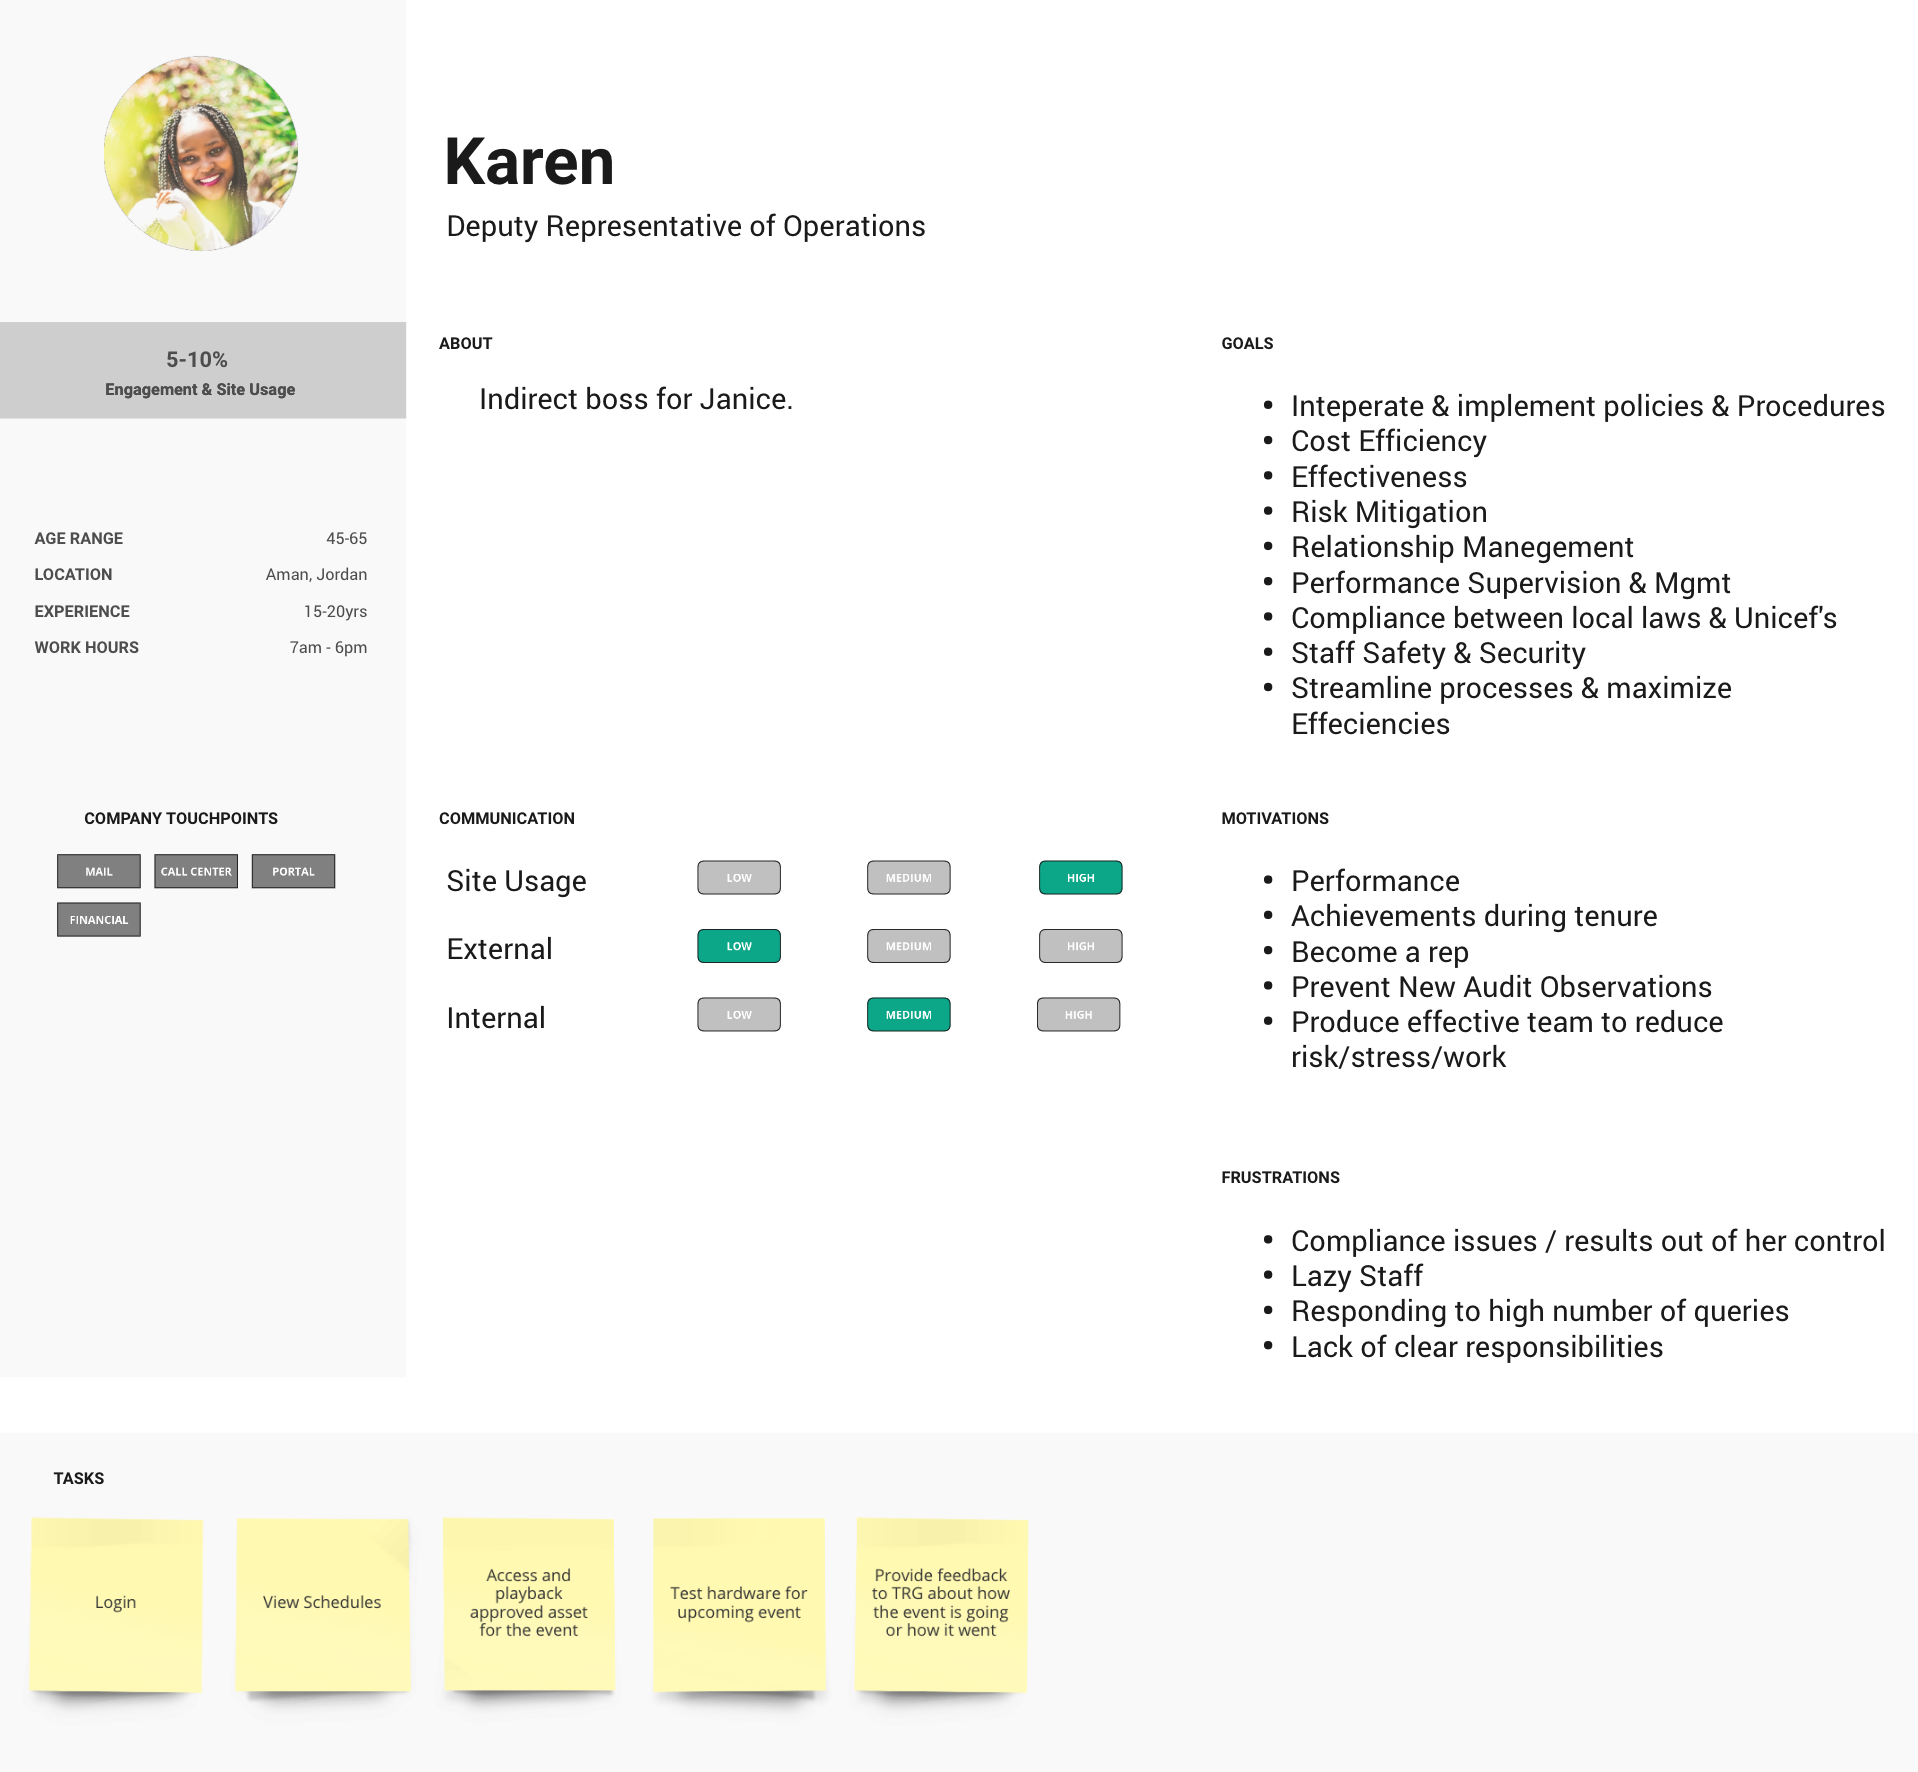 Karen
Deputy Representative of Operations
5-10%
Engagement & Site Usage
AGE RANGE 45-65
LOCATION Aman, Jordan
EXPERIENCE 15-20yrs
WORK HOURS 7am - 6pm
COMPANY TOUCHPOINTS
MAIL CALL CENTER PORTAL
FINANCIAL
ABOUT
Indirect boss for Janice.
COMMUNICATION
Site Usage LOW MEDIUM HIGH
External LOW MEDIUM HIGH
Internal LOW MEDIUM HIGH
GOALS
• Inteperate & implement policies & Procedures
• Cost Efficiency
• Effectiveness
• Risk Mitigation
• Relationship Manegement
• Performance Supervision & Mgmt
• Compliance between local laws & Unicef's
• Staff Safety & Security
• Streamline processes & maximize
Effeciencies
MOTIVATIONS
• Performance
• Achievements during tenure
• Become a rep
• Prevent New Audit Observations
• Produce effective team to reduce
risk/stress/work
FRUSTRATIONS
• Compliance issues / results out of her control
• Lazy Staff
• Responding to high number of queries
• Lack of clear responsibilities
TASKS
Login
View Schedules
Access and
playback
approved asset
for the event
Test hardware for
upcoming event
Provide feedback
to TRG about how
the event is going
or how it went